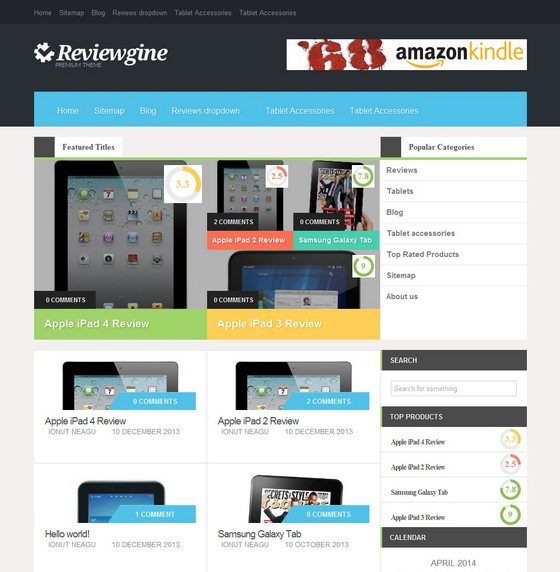 Home Sitemap Blog Reviews dropdown Tablet Accessories Tablet Accessories
Reviewgine
PREMIUM THEME
'68 amazonkindle
Home Sitemap Blog Reviews dropdown Tablet Accessories Tablet Accessories
Featured Titles
3.3
0 COMMENTS
Apple iPad 4 Review
2.5
2 COMMENTS
Apple iPad 2 Review
7.8
0 COMMENTS
Samsung Galaxy Tab
9
0 COMMENTS
Apple iPad 3 Review
Popular Categories
Reviews
Tablets
Blog
Tablet accessories
Top Rated Products
Sitemap
About us
0 COMMENTS
Apple iPad 4 Review
IONUT NEAGU 10 DECEMBER 2013
2 COMMENTS
Apple iPad 2 Review
IONUT NEAGU 10 DECEMBER 2013
1 COMMENT
Hello world!
IONUT NEAGU 10 DECEMBER 2013
0 COMMENTS
Samsung Galaxy Tab
IONUT NEAGU 10 OCTOBER 2013
SEARCH
Search for something
TOP PRODUCTS
Apple iPad 4 Review 3.3
Apple iPad 2 Review 2.5
Samsung Galaxy Tab 7.8
Apple iPad 3 Review 9
CALENDAR
APRIL 2014